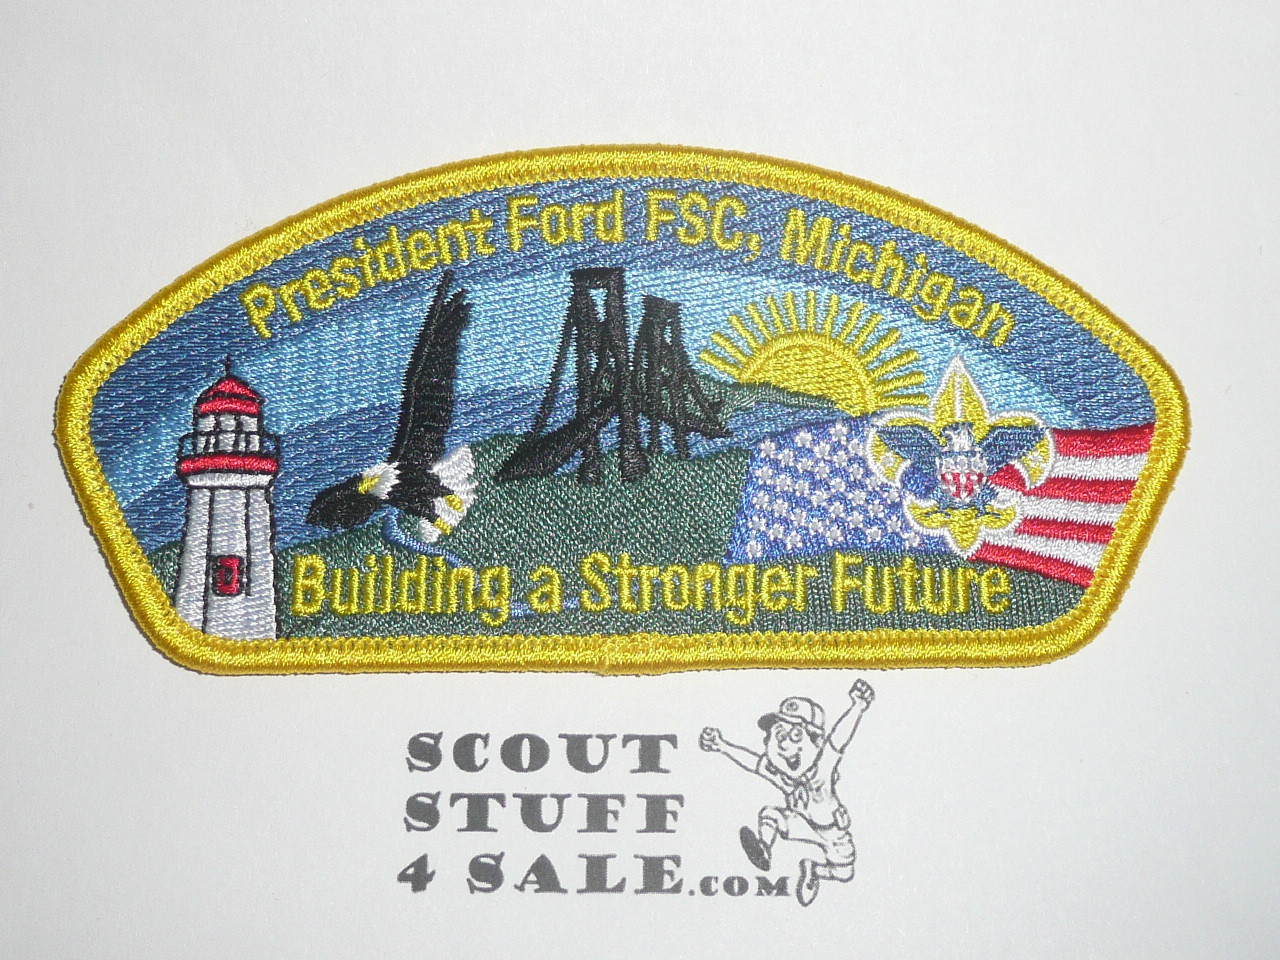 President Ford FSC, Michigan
Building a Stronger Future
SCOUT
STUFF
4 SALE.COM